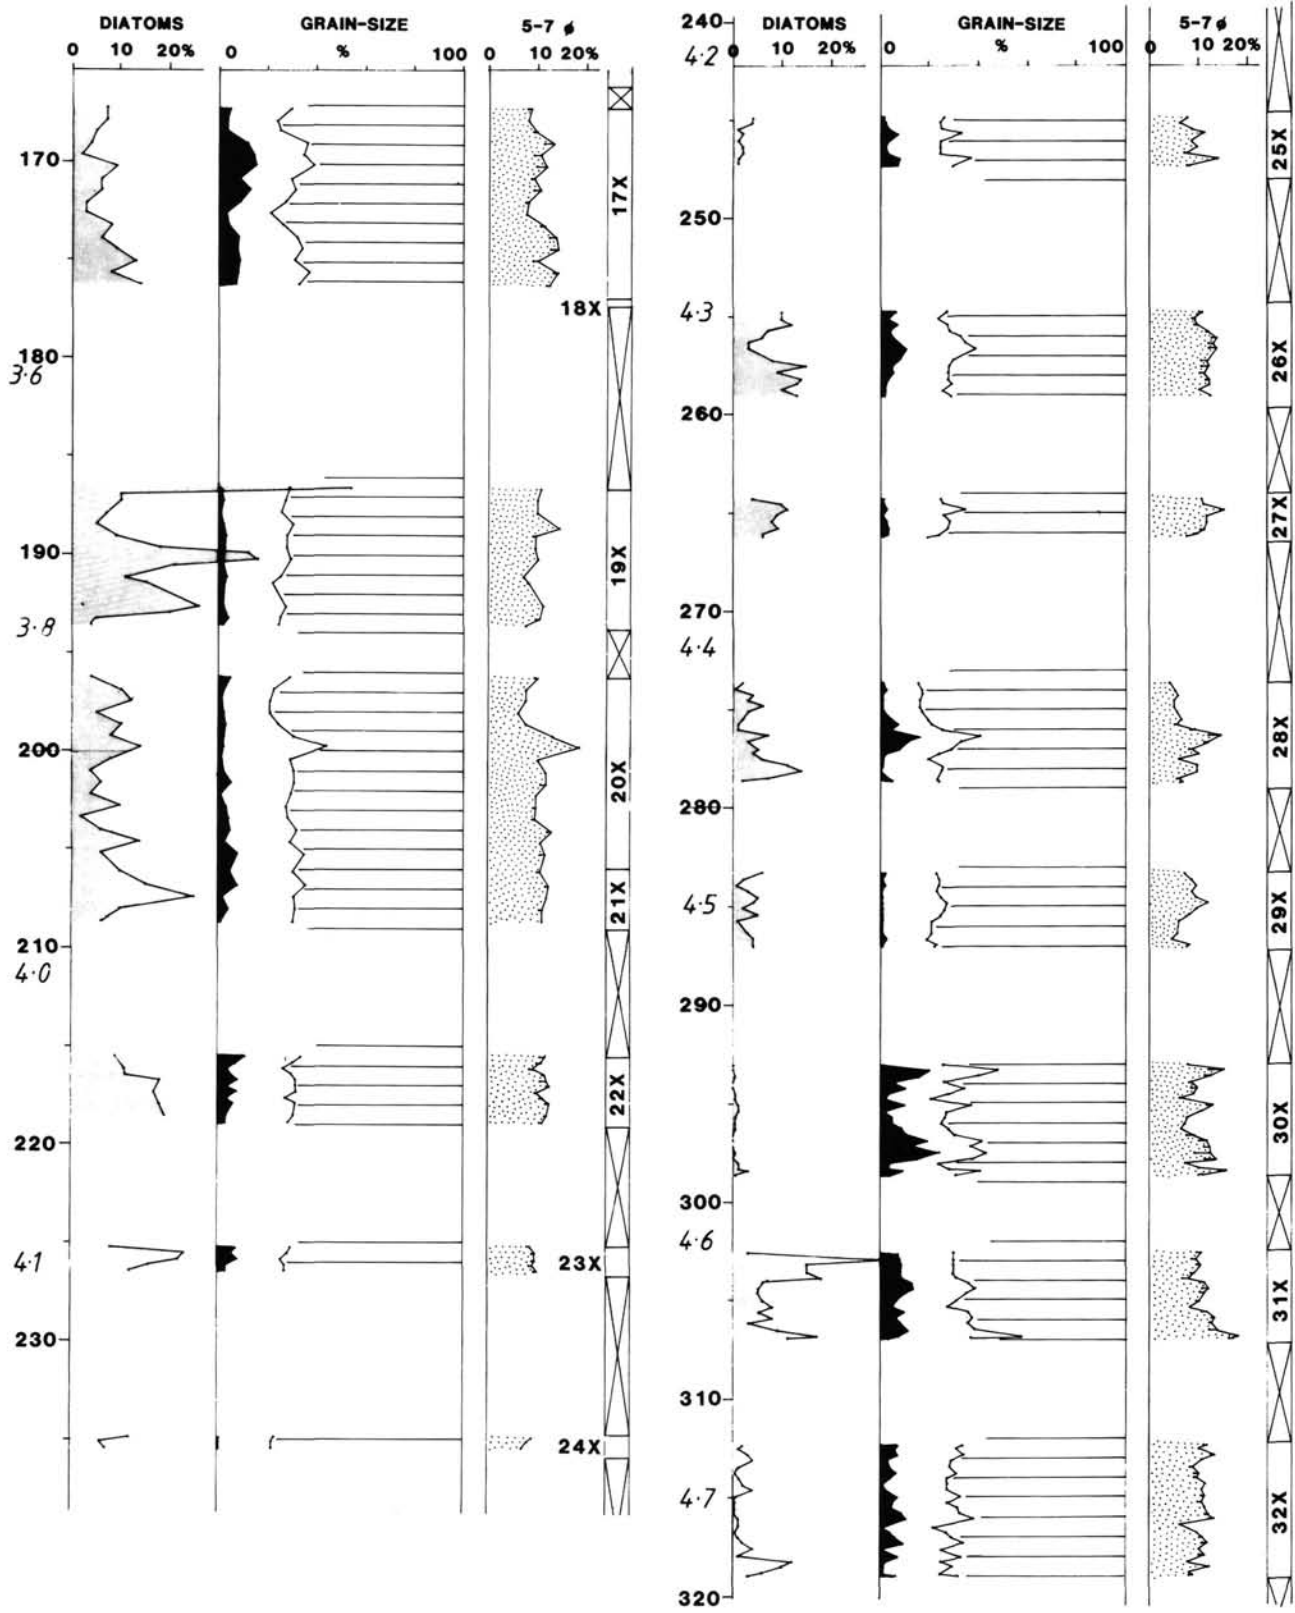 DIATOMS GRAIN-SIZE 5-7 ø
0 10 20% 0 % 100 0 10 20%
170
17X
18X
180
3.6
190
19X
3.8
200
20X
21X
210
4.0
22X
220
4.1
23X
230
24X
240
DIATOMS GRAIN-SIZE 5-7 ø
4.2
0 10 20% 0 % 100 0 10 20%
25X
250
4.3
26X
260
27X
270
4.4
28X
280
4.5
29X
290
30X
300
4.6
31X
310
4.7
32X
320